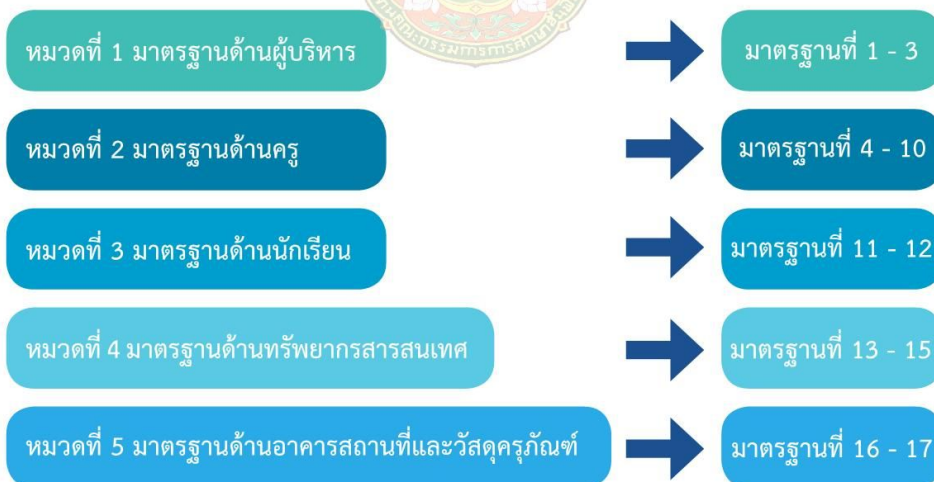 หมวดที่ 1 มาตรฐานด้านผู้บริหาร
มาตรฐานที่ 1 - 3
หมวดที่ 2 มาตรฐานด้านครู
มาตรฐานที่ 4 - 10
หมวดที่ 3 มาตรฐานด้านนักเรียน
มาตรฐานที่ 11 - 12
หมวดที่ 4 มาตรฐานด้านทรัพยากรสารสนเทศ
มาตรฐานที่ 13 - 15
หมวดที่ 5 มาตรฐานด้านอาคารสถานที่และวัสดุครุภัณฑ์
มาตรฐานที่ 16 - 17